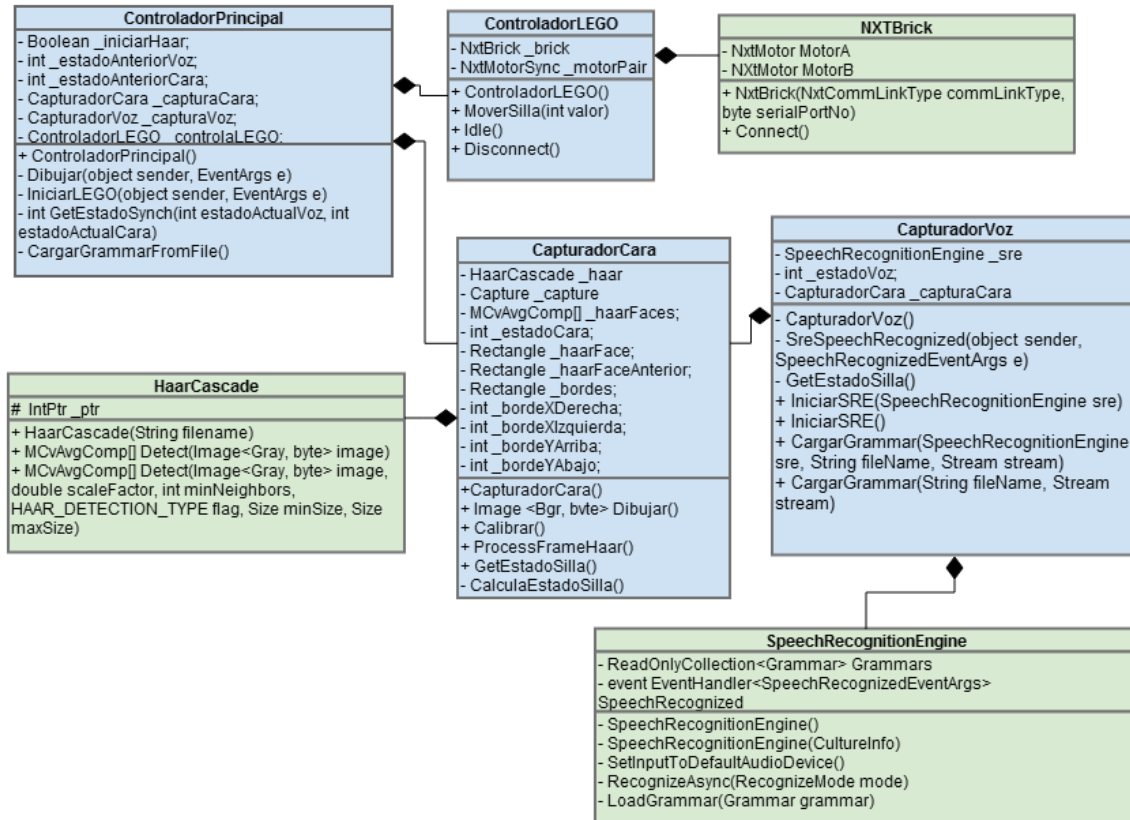 ControladorPrincipal
- Boolean _iniciarHaar;
- int _estadoAnteriorVoz;
- int _estadoAnteriorCara;
- CapturadorCara _capturaCara;
- CapturadorVoz _capturaVoz;
- ControladorLEGO _controlaLEGO;
+ ControladorPrincipal()
- Dibujar(object sender, EventArgs e)
- IniciarLEGO(object sender, EventArgs e)
- int GetEstadoSynch(int estadoActualVoz, int
estadoActualCara)
- CargarGrammarFromFile()
ControladorLEGO
- NxtBrick _brick
- NxtMotorSync _motorPair
+ ControladorLEGO()
+ MoverSilla(int valor)
+ Idle()
+ Disconnect()
NXTBrick
- NxtMotor MotorA
- NXtMotor MotorB
+ NxtBrick(NxtCommLinkType commLinkType,
byte serialPortNo)
+ Connect()
CapturadorCara
- HaarCascade _haar
- Capture _capture
- MCvAvgComp[] _haarFaces;
- int _estadoCara;
- Rectangle _haarFace;
- Rectangle _haarFaceAnterior;
- Rectangle _bordes;
- int _bordeXDerecha;
- int _bordeXIzquierda;
- int _bordeYArriba;
- int _bordeYAbajo;
+CapturadorCara()
+ Image <Bgr, byte> Dibujar()
+ Calibrar()
+ ProcessFrameHaar()
+ GetEstadoSilla()
- CalculaEstadoSilla()
CapturadorVoz
- SpeechRecognitionEngine _sre
- int _estadoVoz;
- CapturadorCara _capturaCara
- CapturadorVoz()
- SreSpeechRecognized(object sender,
SpeechRecognizedEventArgs e)
- GetEstadoSilla()
+ IniciarSRE(SpeechRecognitionEngine sre)
+ IniciarSRE()
+ CargarGrammar(SpeechRecognitionEngine
sre, String fileName, Stream stream)
+ CargarGrammar(String fileName, Stream
stream)
HaarCascade
# IntPtr _ptr
+ HaarCascade(String filename)
+ MCvAvgComp[] Detect(Image<Gray, byte> image)
+ MCvAvgComp[] Detect(Image<Gray, byte> image,
double scaleFactor, int minNeighbors,
HAAR_DETECTION_TYPE flag, Size minSize, Size
maxSize)
SpeechRecognitionEngine
- ReadOnlyCollection<Grammar> Grammars
- event EventHandler<SpeechRecognizedEventArgs>
SpeechRecognized
- SpeechRecognitionEngine()
- SpeechRecognitionEngine(CultureInfo)
- SetInputToDefaultAudioDevice()
- RecognizeAsync(RecognizeMode mode)
- LoadGrammar(Grammar grammar)